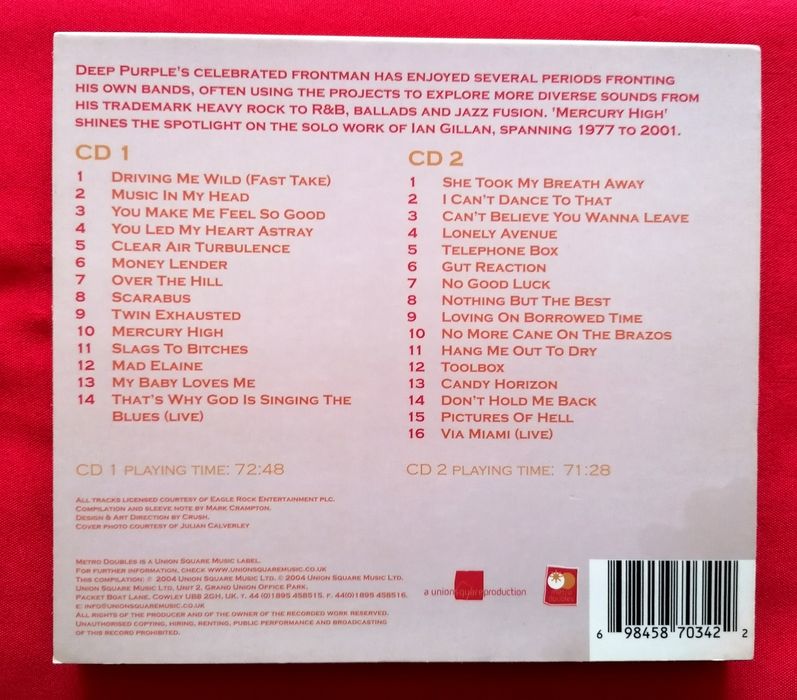 Deep Purple's celebrated frontman has enjoyed several periods fronting
his own bands, often using the projects to explore more diverse sounds from
his trademark heavy rock to R&B, ballads and jazz fusion. 'Mercury High'
shines the spotlight on the solo work of Ian Gillan, spanning 1977 to 2001.
CD 1
1 Driving Me Wild (Fast Take)
2 Music In My Head
3 You Make Me Feel So Good
4 You Led My Heart Astray
5 Clear Air Turbulence
6 Money Lender
7 Over The Hill
8 Scarabus
9 Twin Exhausted
10 Mercury High
11 Slags To Bitches
12 Mad Elaine
13 My Baby Loves Me
14 That's Why God Is Singing The
Blues (Live)
CD 1 playing time: 72:48
CD 2
1 She Took My Breath Away
2 I Can't Dance To That
3 Can't Believe You Wanna Leave
4 Lonely Avenue
5 Telephone Box
6 Gut Reaction
7 No Good Luck
8 Nothing But The Best
9 Loving On Borrowed Time
10 No More Cane On The Brazos
11 Hang Me Out To Dry
12 Toolbox
13 Candy Horizon
14 Don't Hold Me Back
15 Pictures Of Hell
16 Via Miami (Live)
CD 2 playing time: 71:28
All tracks licensed courtesy of Eagle Rock Entertainment plc.
Compilation and sleeve note by Mark Crampton.
Design & Art Direction by Crush.
Cover photo courtesy of Julian Calverley
Metro Doubles is a Union Square Music label.
For further information, check www.unionsquaremusic.co.uk
This compilation: ℗ 2004 Union Square Music Ltd. © 2004 Union Square Music Ltd.
Union Square Music Ltd, Unit 2, Grand Union Office Park,
Packet Boat Lane, Cowley UB8 2GH, UK. T. 44 (0)1895 458515. F. 44(0)1895 458516.
E: info@unionsquaremusic.co.uk
All rights of the producer and of the owner of the recorded work reserved.
Unauthorised copying, hiring, renting, public performance and broadcasting
of this record prohibited.
a unionsquareproduction
metro
doubles
6 98458 70342 2